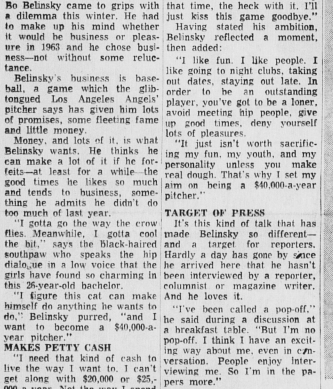 Bo Belinsky came to grips with
a dilemma this winter. He had
to make up his mind whether
it would be business or pleas-
ure in 1963 and he chose busi-
ness—not without some reluc-
tance.
Belinsky's business is base-
ball, a game which the glib-
tongued Los Angeles Angels'
pitcher says has given him lots
of promises, some fleeting fame
and little money.
Money, and lots of it, is what
Belinsky wants. He thinks he
can make a lot of it if he for-
feits—at least for a while—the
good times he likes so much
and tends to business, some-
thing he admits he didn't do
too much of last year.
"I gotta go the way the crow
flies. Meanwhile, I gotta cool
the bit," says the Black-haired
southpaw who speaks the hip
dialogue in a low voice that the
girls have found so charming in
this 26-year-old bachelor.
"I figure this can make
himself do anything he wants to
do," Belinsky purred, "and I
want to become a $40,000-a-
year pitcher."
MAKES PETTY CASH
"I need that kind of cash to
live the way I want to. I can't
get along with $20,000 or $25,-
that time, the heck with it. I'll
just kiss this game goodbye."
Having stated his ambition,
Belinsky reflected a moment,
then added:
"I like fun. I like people. I
like going to night clubs, taking
out dates, staying out late. In
order to be an outstanding
player, you've got to be a loner,
avoid meeting hip people, give
up good times, deny yourself
lots of pleasures.
"It just isn't worth sacrific-
ing my fun, my youth, and my
personality unless you make
real dough. That's why I set my
aim on being a $40,000-a-year
pitcher."
TARGET OF PRESS
It's this kind of talk that has
made Belinsky so different—
and a target for reporters.
Hardly a day has gone by since
he arrived here that he hasn't
been interviewed by a reporter,
columnist or magazine writer.
And he loves it.
"I've been called a pop-off,"
he said during a discussion at
a breakfast table. "But I'm no
pop-off. I think I have an excit-
ing way about me, even in con-
versation. People enjoy inter-
viewing me. So I'm in the pa-
pers more."